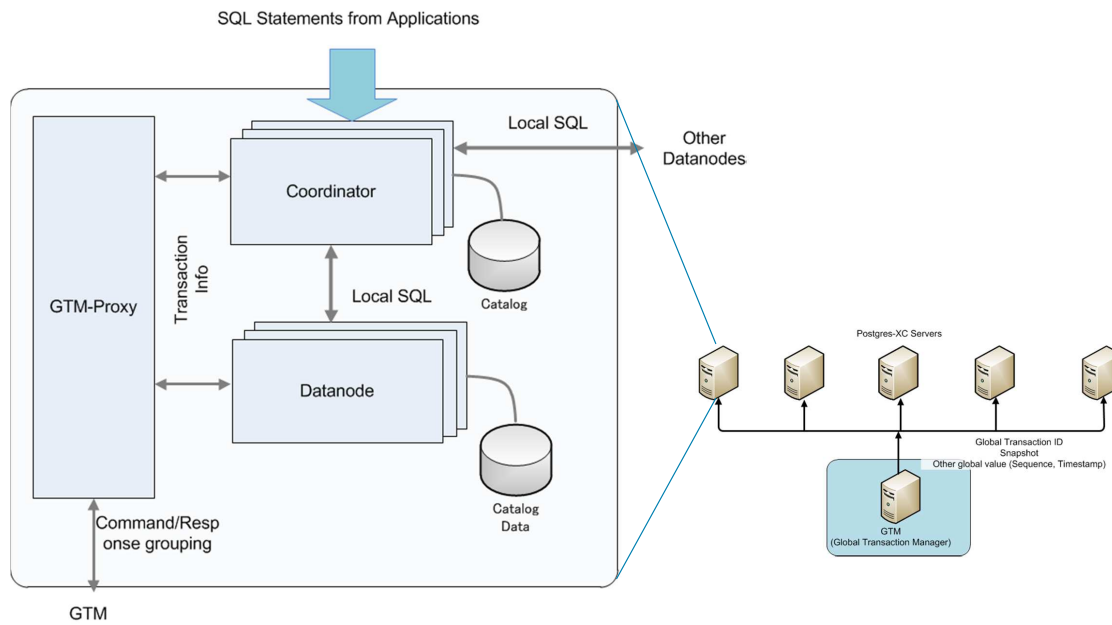 SQL Statements from Applications
Local SQL
Other
Datanodes
Coordinator
Transaction
Info
GTM-Proxy
Catalog
Local SQL
Datanode
Catalog
Data
Command/Resp
onse grouping
GTM
Postgres-XC Servers
Global Transaction ID
Snapshot
Other global value (Sequence, Timestamp)
GTM
(Global Transaction Manager)